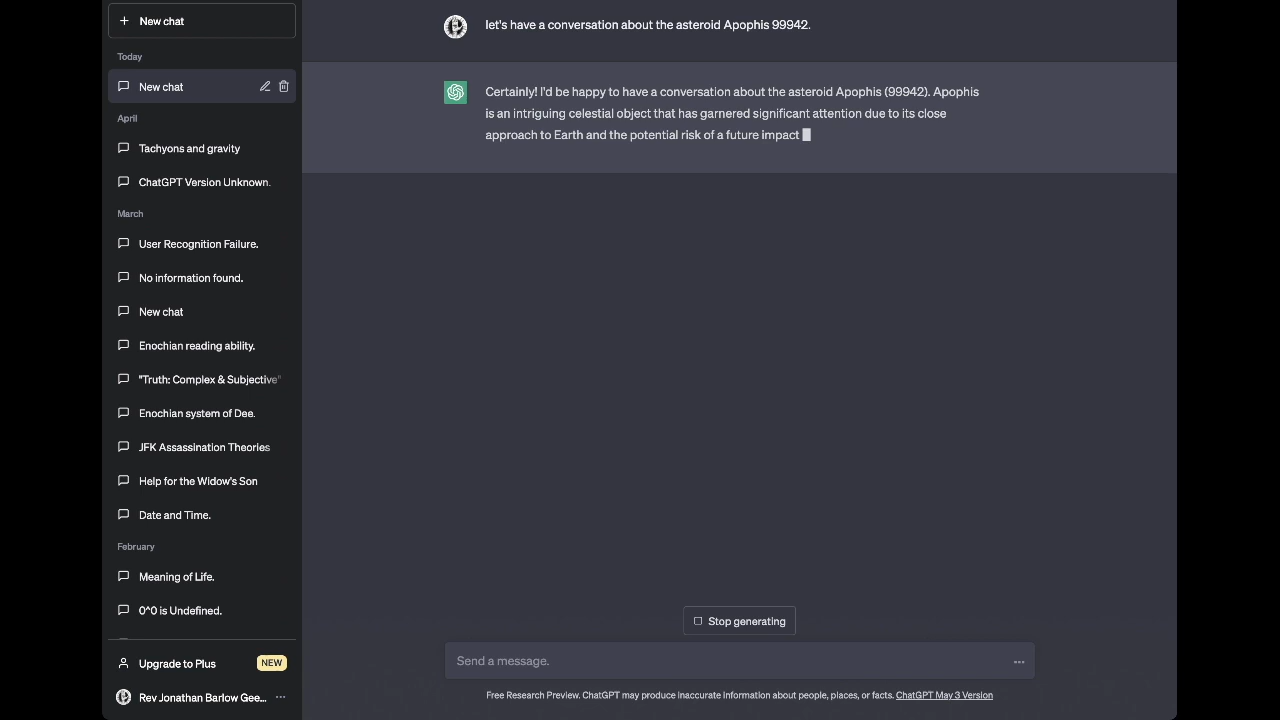 New chat
Today
New chat
April
Tachyons and gravity
ChatGPT Version Unknown.
March
User Recognition Failure.
No information found.
New chat
Enochian reading ability.
"Truth: Complex & Subjective"
Enochian system of Dee.
JFK Assassination Theories
Help for the Widow's Son
Date and Time.
February
Meaning of Life.
0^0 is Undefined.
Upgrade to Plus NEW
Rev Jonathan Barlow Gee...
let's have a conversation about the asteroid Apophis 99942.
Certainly! I'd be happy to have a conversation about the asteroid Apophis (99942). Apophis
is an intriguing celestial object that has garnered significant attention due to its close
approach to Earth and the potential risk of a future impact
Stop generating
Send a message.
Free Research Preview. ChatGPT may produce inaccurate information about people, places, or facts. ChatGPT May 3 Version